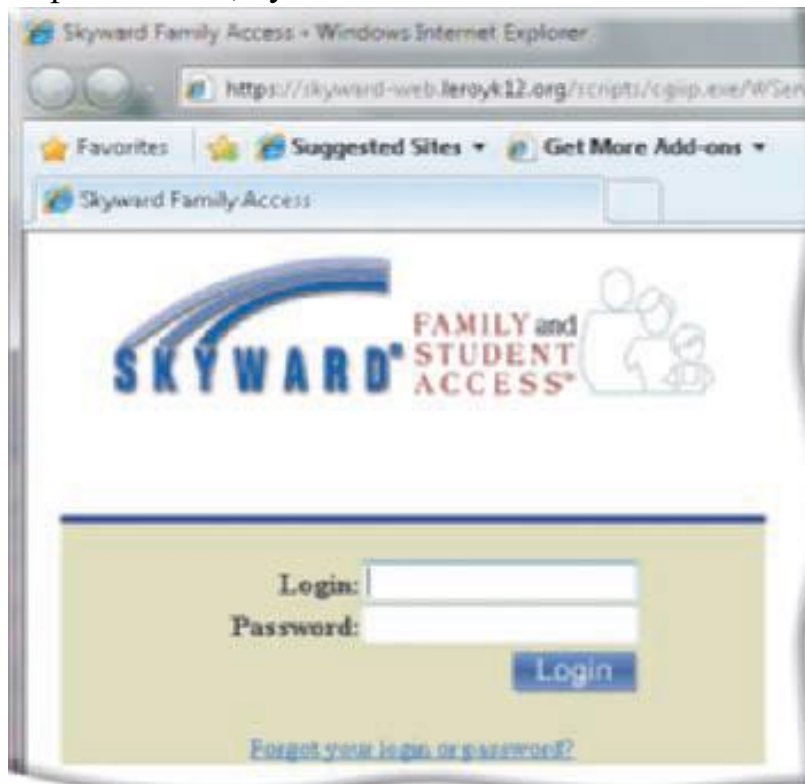 Skyward Family Access - Windows Internet Explorer
https://skyward-web.leroyk12.org/scripts/cgiip.exe/WSer
Favorites Suggested Sites Get More Add-ons
Skyward Family Access
SKYWARD® FAMILY and STUDENT ACCESS®
Login:
Password:
Login
Forgot your login or password?